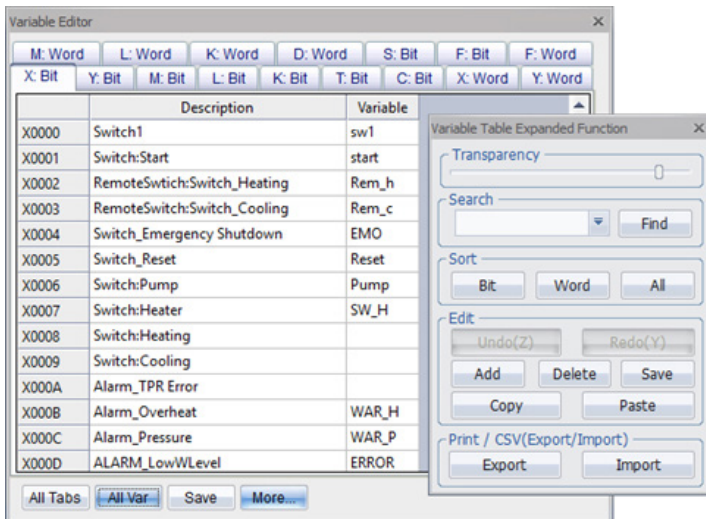 Variable Editor
M: Word L: Word K: Word D: Word S: Bit F: Bit F: Word
X: Bit Y: Bit M: Bit L: Bit K: Bit T: Bit C: Bit X: Word Y: Word
Description Variable
X0000 Switch1 sw1
X0001 Switch:Start start
X0002 RemoteSwtich:Switch_Heating Rem_h
X0003 RemoteSwitch:Switch_Cooling Rem_c
X0004 Switch_Emergency Shutdown EMO
X0005 Switch_Reset Reset
X0006 Switch:Pump Pump
X0007 Switch:Heater SW_H
X0008 Switch:Heating
X0009 Switch:Cooling
X000A Alarm_TPR Error
X000B Alarm_Overheat WAR_H
X000C Alarm_Pressure WAR_P
X000D ALARM_LowWLevel ERROR
All Tabs All Var Save More...
Variable Table Expanded Function
Transparency
Search
Find
Sort
Bit Word All
Edit
Undo(Z) Redo(Y)
Add Delete Save
Copy Paste
Print / CSV(Export/Import)
Export Import